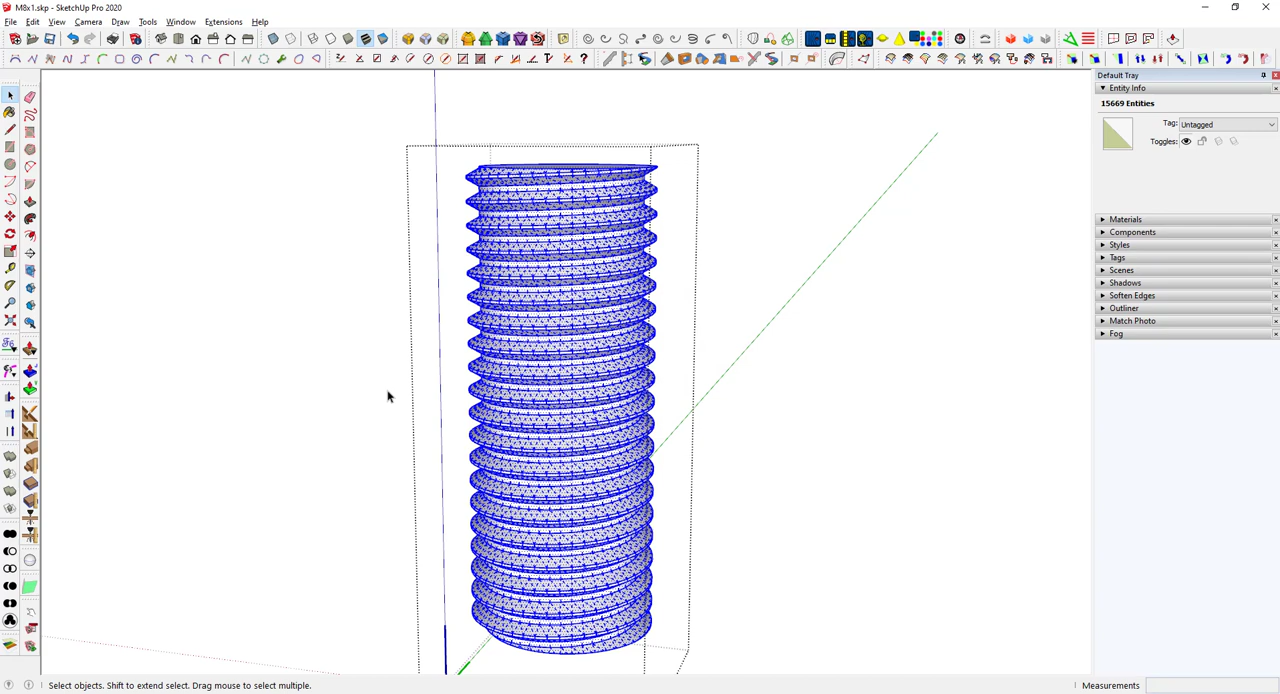 M8x1.skp - SketchUp Pro 2020
File Edit View Camera Draw Tools Window Extensions Help
Default Tray
Entity Info
15669 Entities
Tag: Untagged
Toggles:
Materials
Components
Styles
Tags
Scenes
Shadows
Soften Edges
Outliner
Match Photo
Fog
Select objects. Shift to extend select. Drag mouse to select multiple.
Measurements